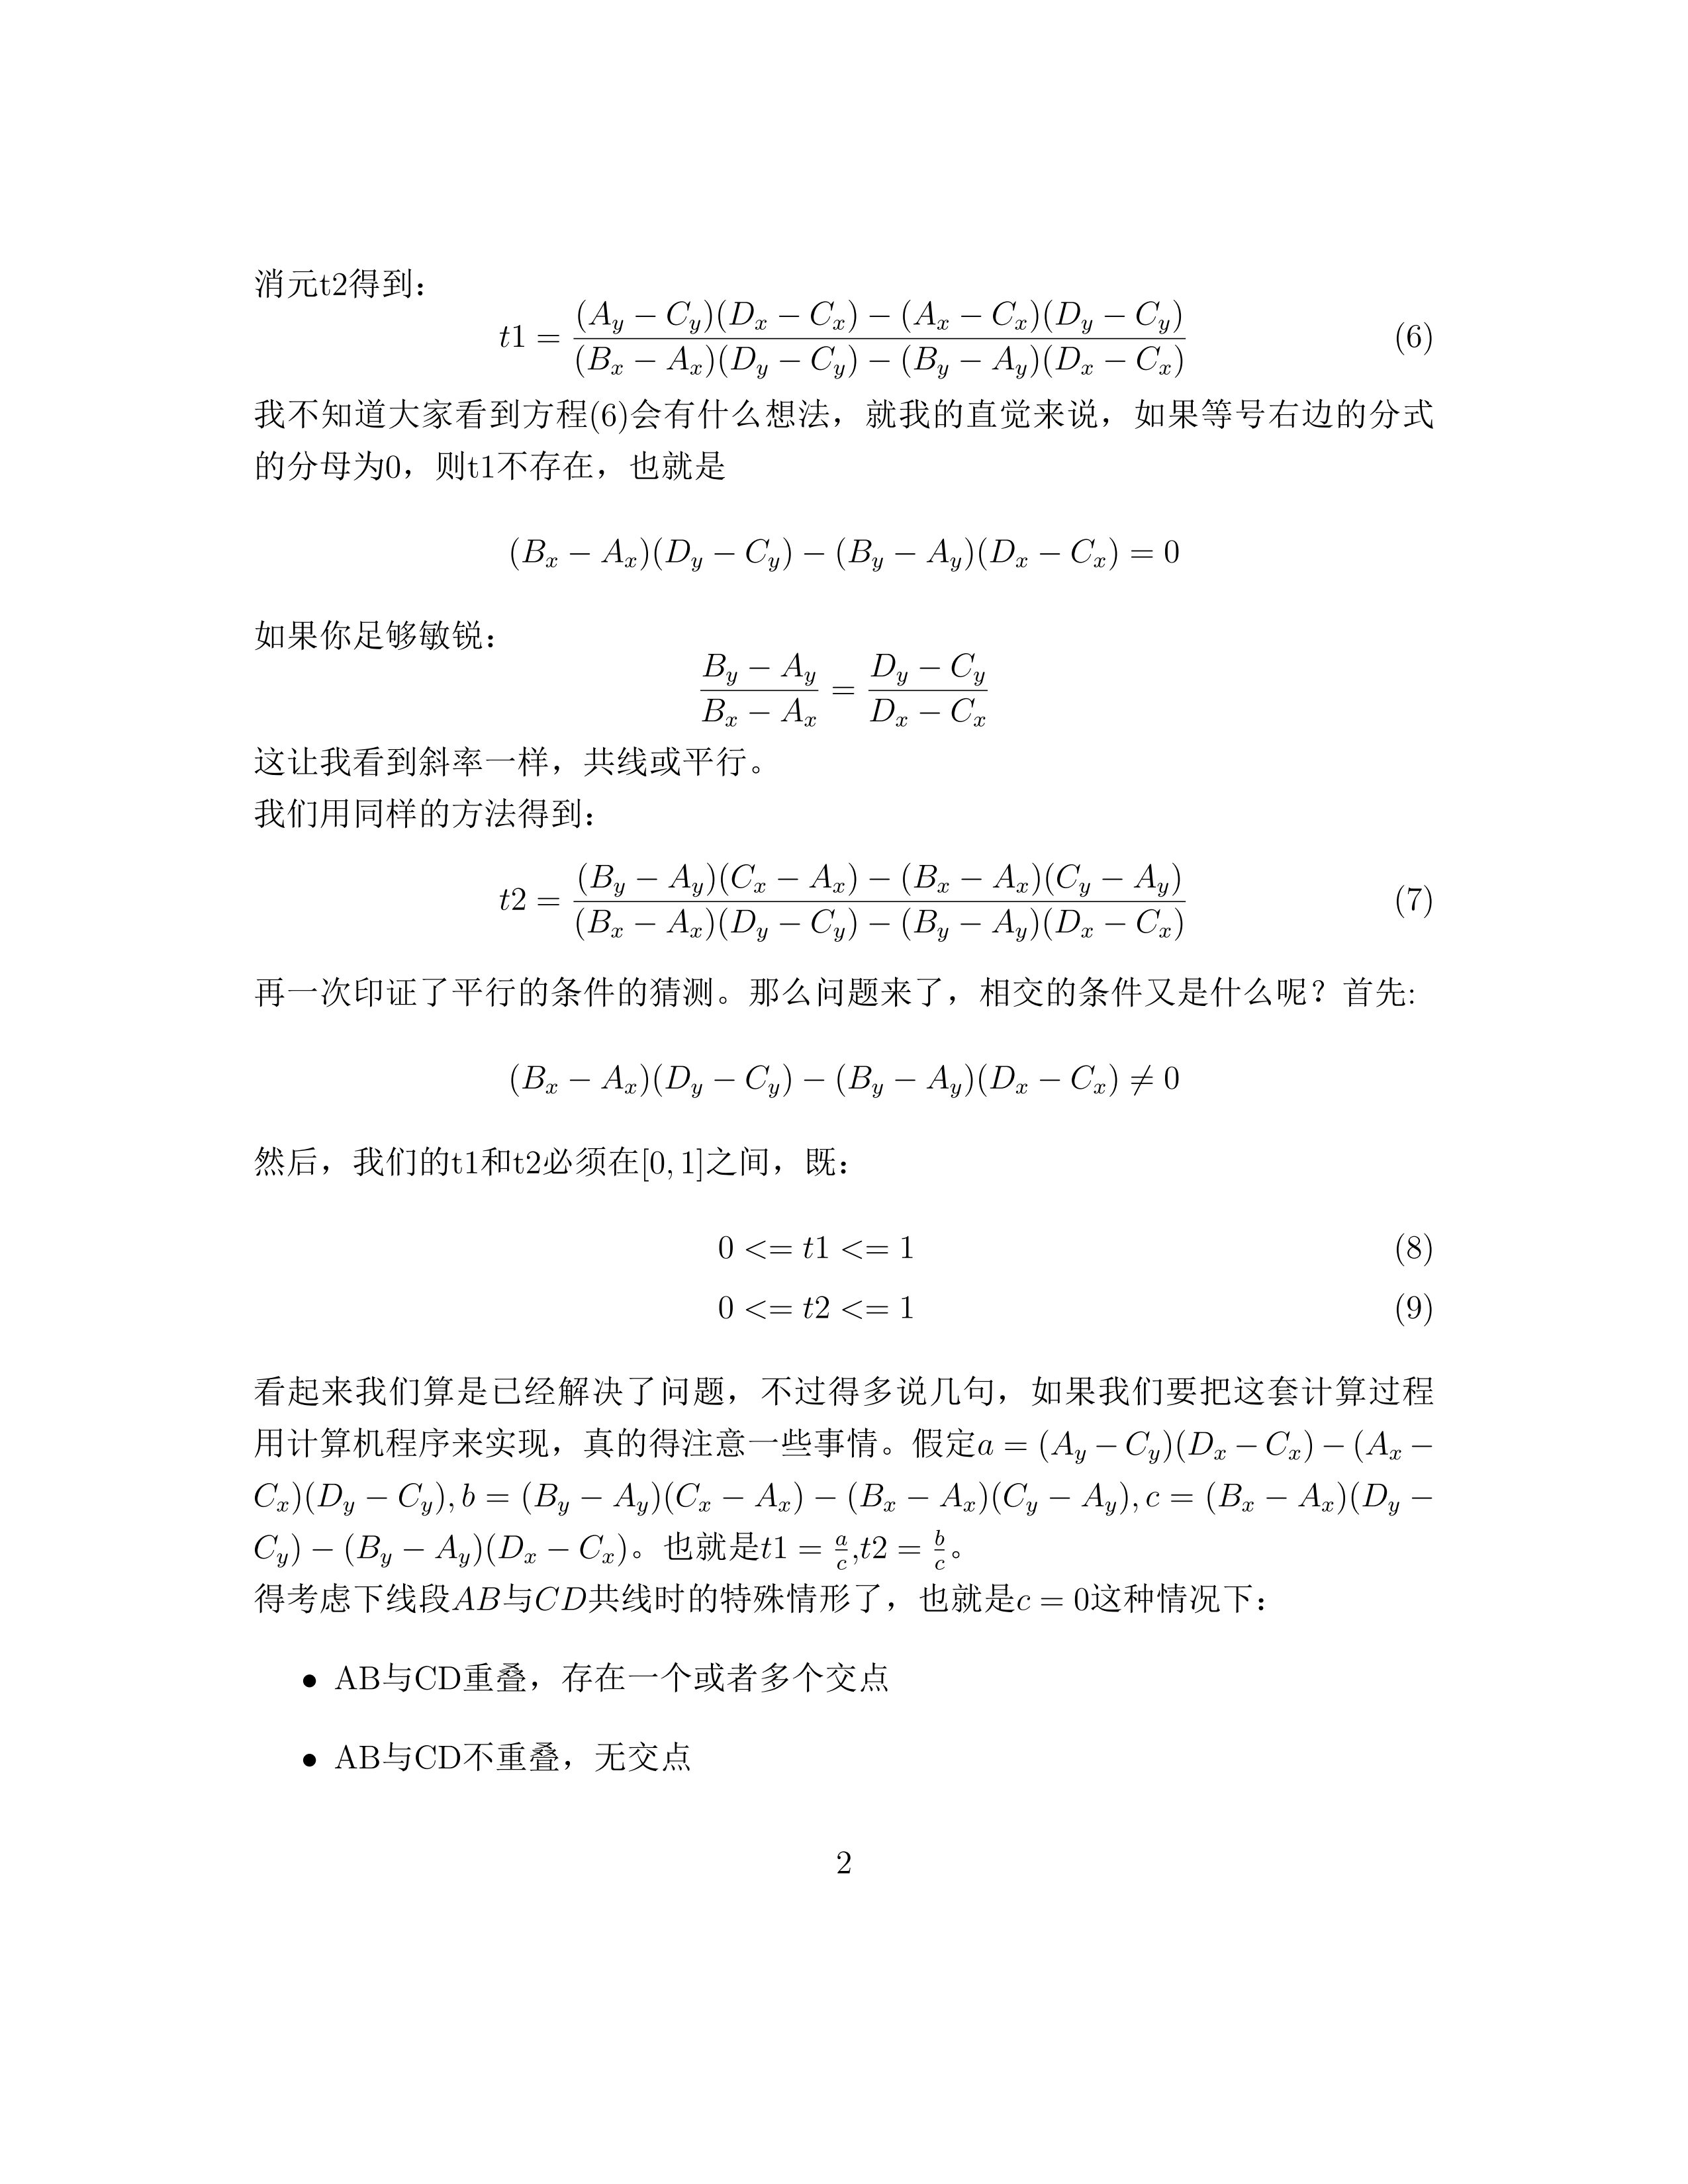 消元t2得到：
t1 = \frac{(A_y − C_y)(D_x − C_x) − (A_x − C_x)(D_y − C_y)}{(B_x − A_x)(D_y − C_y) − (B_y − A_y)(D_x − C_x)} (6)
我不知道大家看到方程(6)会有什么想法，就我的直觉来说，如果等号右边的分式
的分母为0，则t1不存在，也就是
(B_x − A_x)(D_y − C_y) − (B_y − A_y)(D_x − C_x) = 0
如果你足够敏锐：
\frac{B_y − A_y}{B_x − A_x} = \frac{D_y − C_y}{D_x − C_x}
这让我看到斜率一样，共线或平行。
我们用同样的方法得到：
t2 = \frac{(B_y − A_y)(C_x − A_x) − (B_x − A_x)(C_y − A_y)}{(B_x − A_x)(D_y − C_y) − (B_y − A_y)(D_x − C_x)} (7)
再一次印证了平行的条件的猜测。那么问题来了，相交的条件又是什么呢？首先:
(B_x − A_x)(D_y − C_y) − (B_y − A_y)(D_x − C_x) ≠ 0
然后，我们的t1和t2必须在[0, 1]之间，既：
0 <= t1 <= 1 (8)
0 <= t2 <= 1 (9)
看起来我们算是已经解决了问题，不过得多说几句，如果我们要把这套计算过程
用计算机程序来实现，真的得注意一些事情。假定a = (A_y − C_y)(D_x − C_x) − (A_x −
C_x)(D_y − C_y), b = (B_y − A_y)(C_x − A_x) − (B_x − A_x)(C_y − A_y), c = (B_x − A_x)(D_y −
C_y) − (B_y − A_y)(D_x − C_x)。也就是t1 = \frac{a}{c},t2 = \frac{b}{c}。
得考虑下线段AB与CD共线时的特殊情形了，也就是c = 0这种情况下：
• AB与CD重叠，存在一个或者多个交点
• AB与CD不重叠，无交点
2